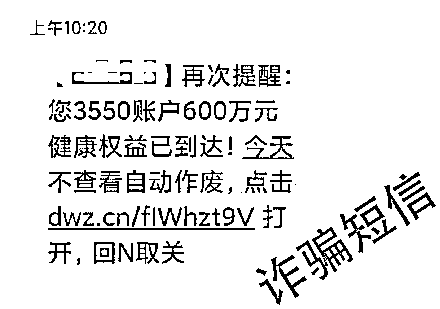 上午10:20
】再次提醒:
您3550账户600万元
健康权益已到达! 今天
不查看自动作废, 点击
dwz.cn/fIWhzt9V 打
开, 回N取关
诈骗短信